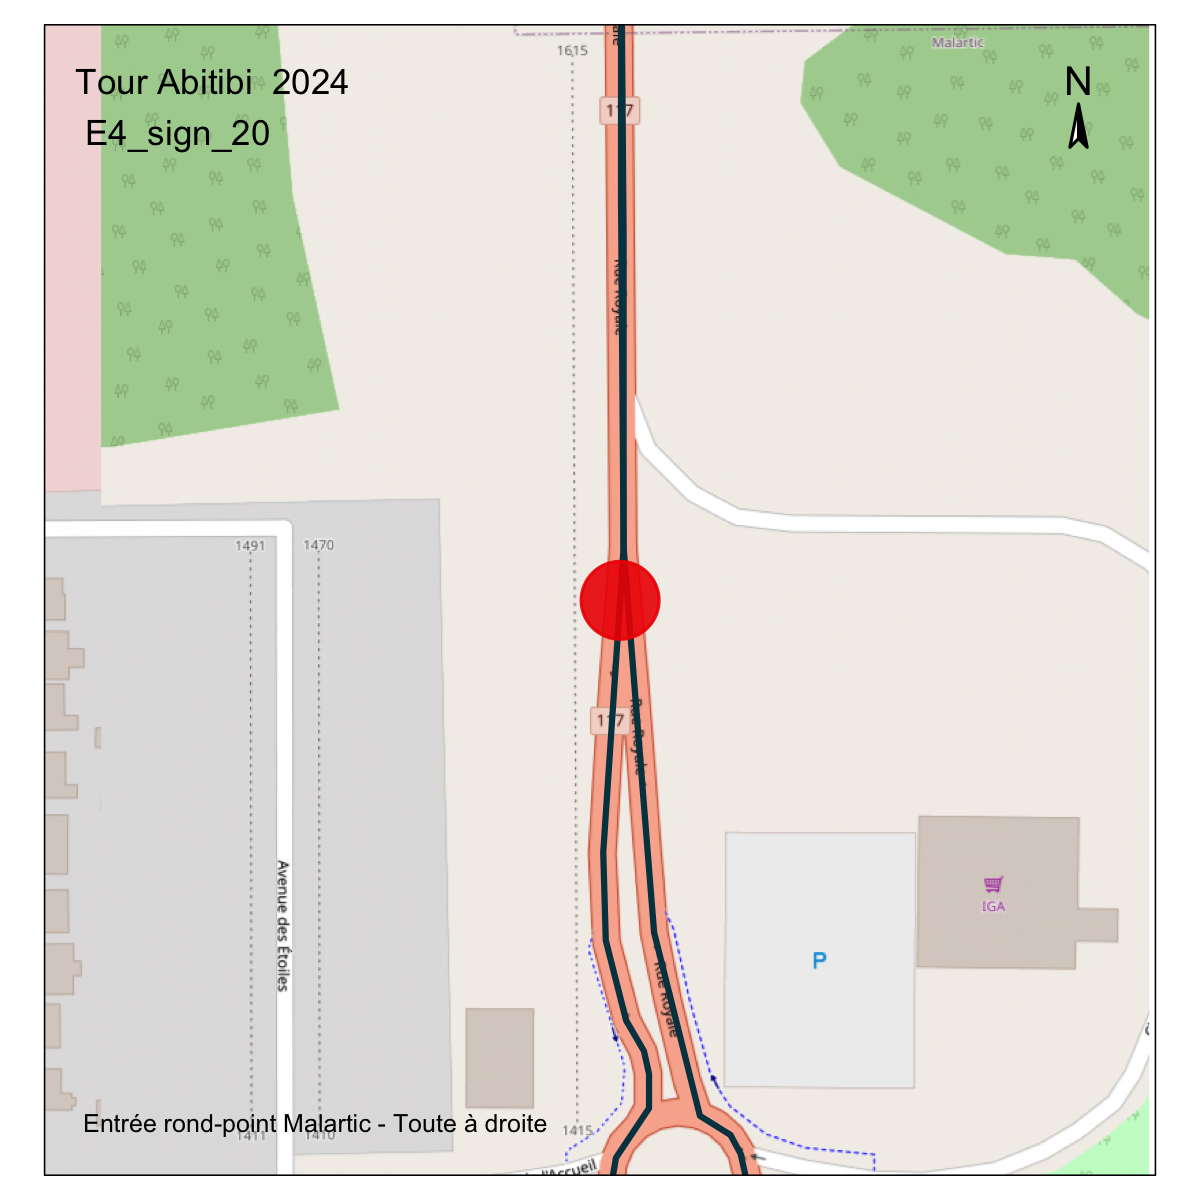 Malartic
1615
Tour Abitibi 2024
N
117
E4_sign_20
Rue Royale
1491
1470
117
Rue Royale
Avenue des Étoiles
IGA
P
Rue Royale
Entrée rond-point Malartic - Toute à droite
1415
1411
1410
l'Accueil